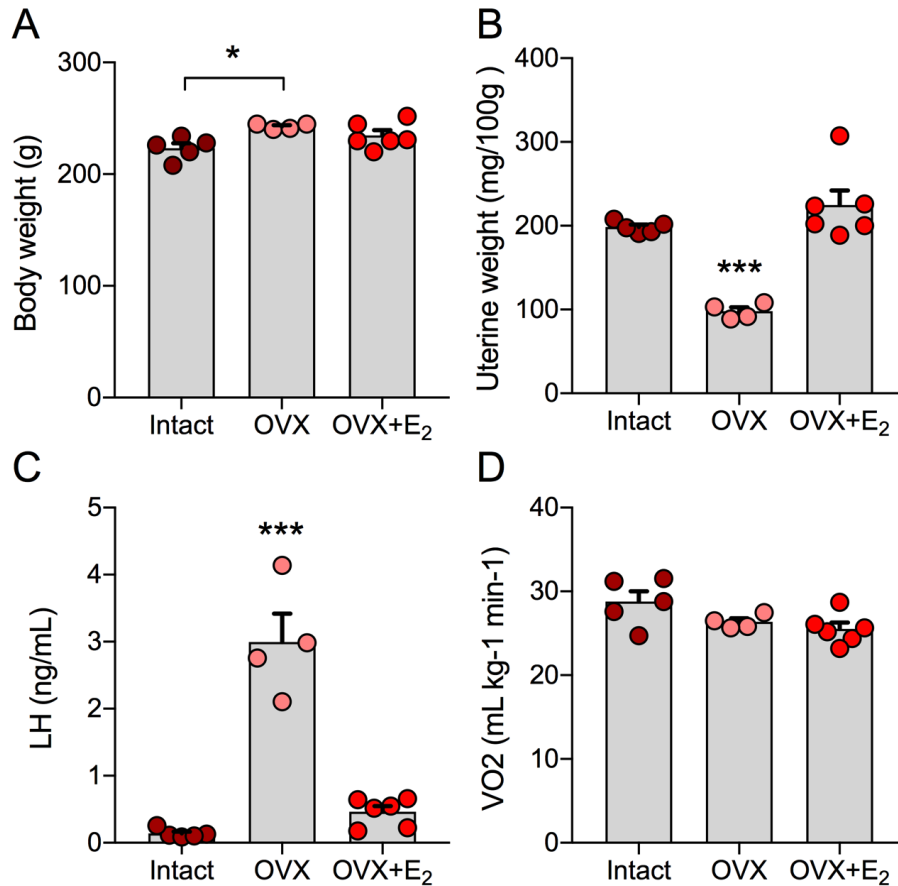 A
Body weight (g)
300
200
100
0
*
Intact OVX OVX+E₂
B
Uterine weight (mg/100g )
400
300
200
100
0
***
Intact OVX OVX+E₂
C
LH (ng/mL)
5
4
3
2
1
0
***
Intact OVX OVX+E₂
D
VO2 (mL kg-1 min-1)
40
30
20
10
0
Intact OVX OVX+E₂